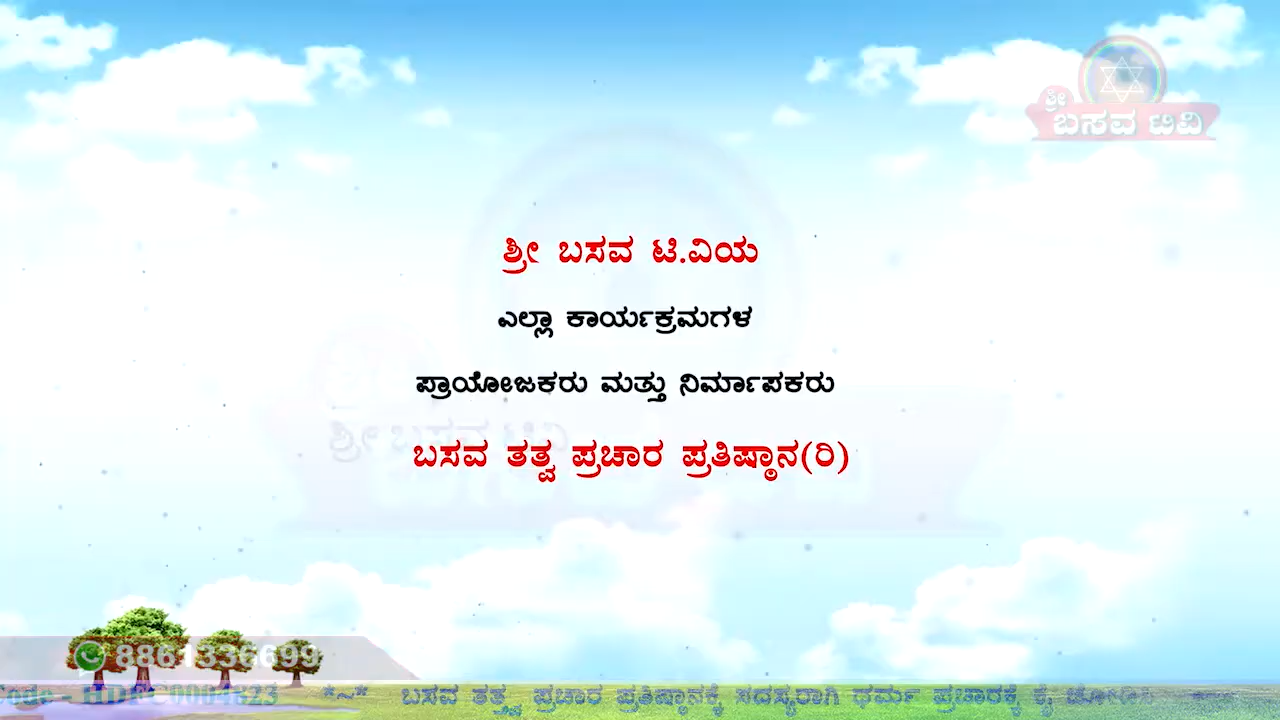 ಶ್ರೀ
ಬಸವ ಟಿವಿ
ಶ್ರೀ ಬಸವ ಟಿ.ವಿಯ
ಎಲ್ಲಾ ಕಾರ್ಯಕ್ರಮಗಳ
ಪ್ರಾಯೋಜಕರು ಮತ್ತು ನಿರ್ಮಾಪಕರು
ಬಸವ ತತ್ವ ಪ್ರಚಾರ ಪ್ರತಿಷ್ಠಾನ(ರಿ)
8861336699
ಬಸವ ತತ್ತ್ವ ಪ್ರಚಾರ ಪ್ರತಿಷ್ಠಾನಕ್ಕೆ ಸದಸ್ಯರಾಗಿ ಧರ್ಮ ಪ್ರಚಾರಕ್ಕೆ ಕೈ ಜೋಡಿಸಿ